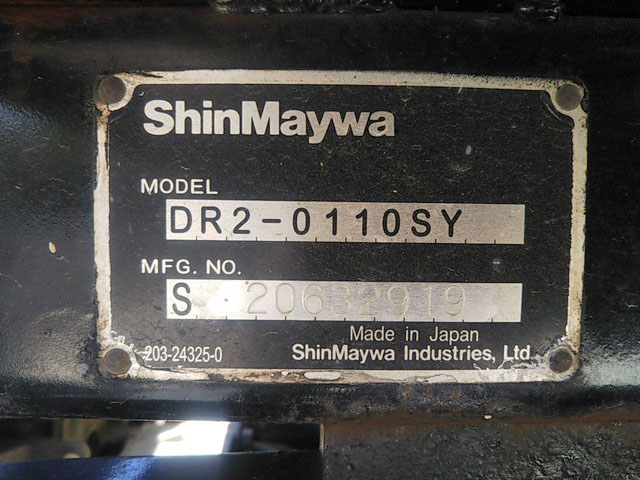 ShinMaywa
MODEL
DR2-0110SY
MFG. NO.
S 20632919
Made in Japan
203-24325-0
ShinMaywa Industries, Ltd.